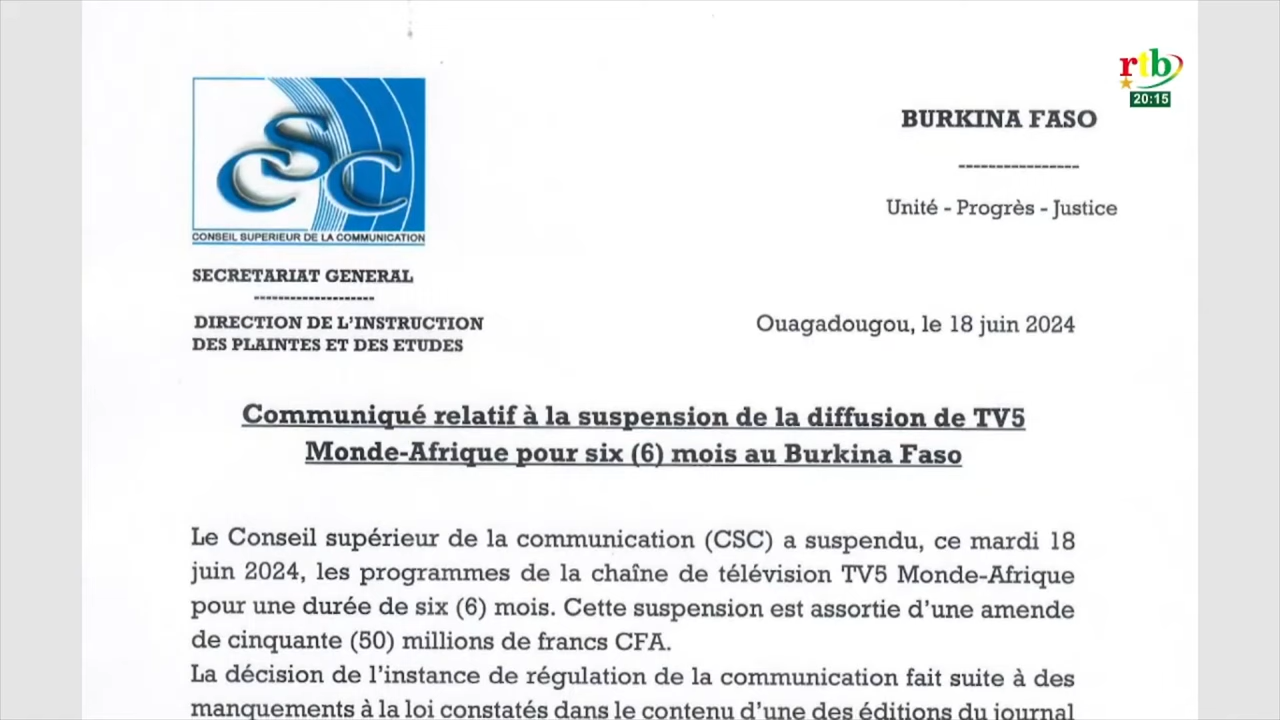 rtb
20:15
CSC
CONSEIL SUPERIEUR DE LA COMMUNICATION
BURKINA FASO
----------------
Unité - Progrès - Justice
SECRETARIAT GENERAL
--------------------
DIRECTION DE L'INSTRUCTION
DES PLAINTES ET DES ETUDES
Ouagadougou, le 18 juin 2024
Communiqué relatif à la suspension de la diffusion de TV5
Monde-Afrique pour six (6) mois au Burkina Faso
Le Conseil supérieur de la communication (CSC) a suspendu, ce mardi 18
juin 2024, les programmes de la chaîne de télévision TV5 Monde-Afrique
pour une durée de six (6) mois. Cette suspension est assortie d'une amende
de cinquante (50) millions de francs CFA.
La décision de l'instance de régulation de la communication fait suite à des
manquements à la loi constatés dans le contenu d'une des éditions du journal